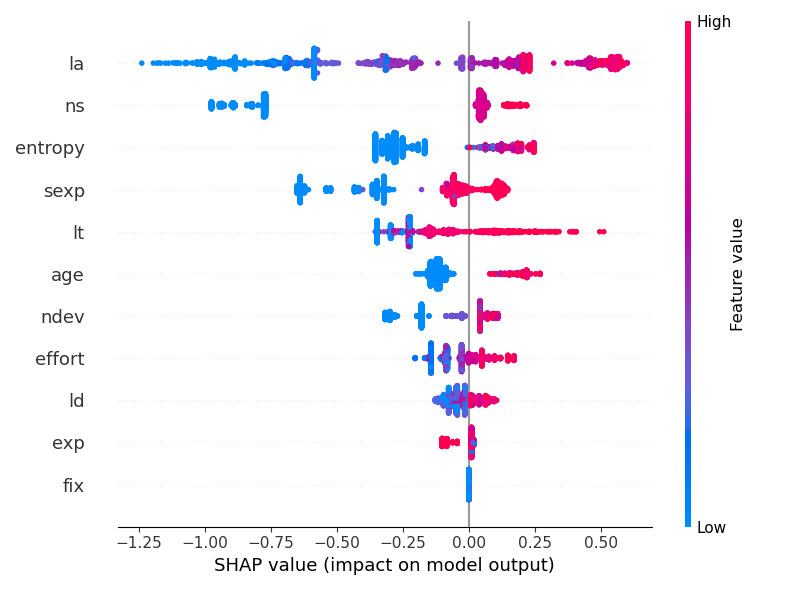 High
la
ns
entropy
sexp
lt
age
ndev
effort
ld
exp
fix
Feature value
Low
−1.25 −1.00 −0.75 −0.50 −0.25 0.00 0.25 0.50
SHAP value (impact on model output)